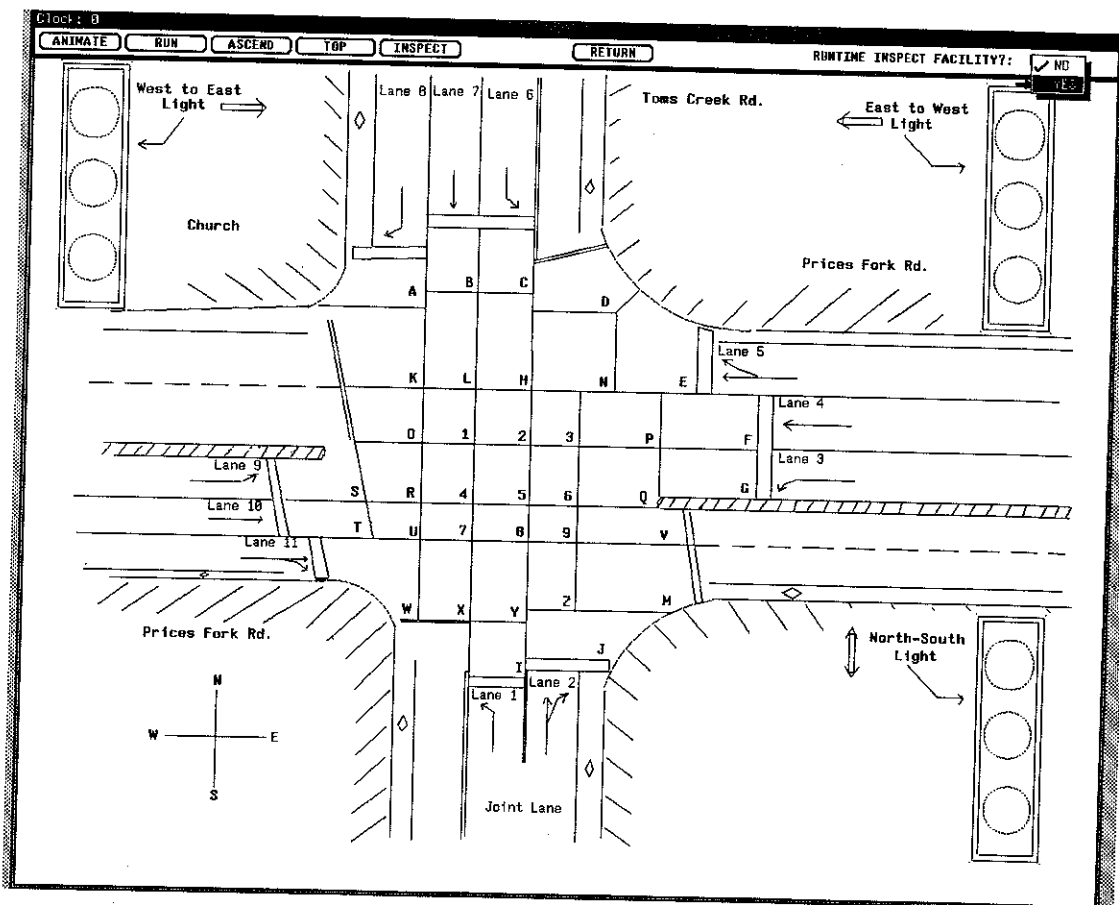 Clock: 0
ANIMATE RUN ASCEND TOP INSPECT RETURN RUNTIME INSPECT FACILITY?: NO
YES
West to East
Light
Lane 8 Lane 7 Lane 6
Toms Creek Rd.
East to West
Light
Church
Prices Fork Rd.
A B C D
Lane 5
K L H N E
Lane 4
O 1 2 3 P F
Lane 9
Lane 3
S R 4 5 6 Q G
Lane 10
T U 7 8 9 V
Lane 11
W X Y Z M
Prices Fork Rd.
I J
Lane 1 Lane 2
North-South
Light
N
W E
S
Joint Lane